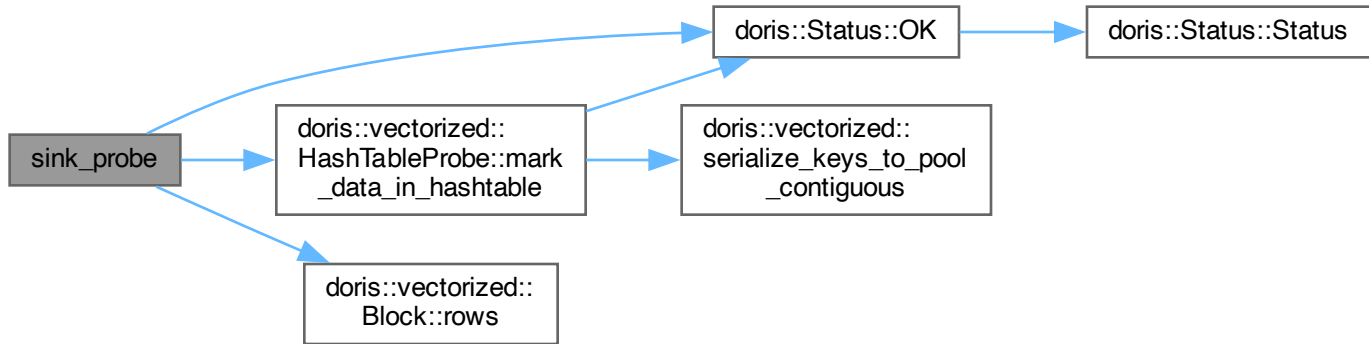 sink_probe
doris::vectorized::
HashTableProbe::mark
_data_in_hashtable
doris::vectorized::
Block::rows
doris::Status::OK
doris::vectorized::
serialize_keys_to_pool
_contiguous
doris::Status::Status